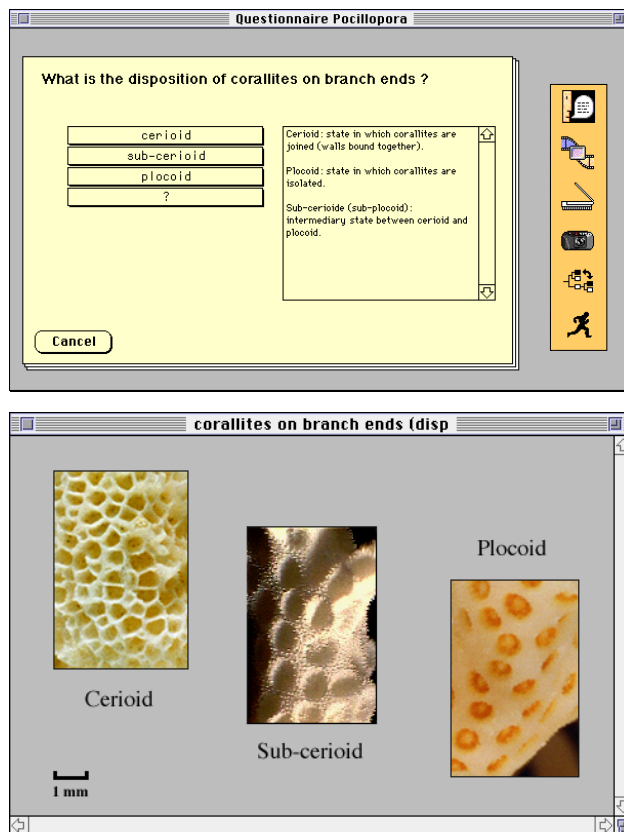 Questionnaire Pocillopora
What is the disposition of corallites on branch ends ?
cerioid
sub-cerioid
plocoid
?
Cerioid: state in which corallites are
joined (walls bound together).
Plocoid: state in which corallites are
isolated.
Sub-cerioide (sub-plocoid):
intermediary state between cerioid and
plocoid.
Cancel
corallites on branch ends (disp
Plocoid
Cerioid
Sub-cerioid
1 mm